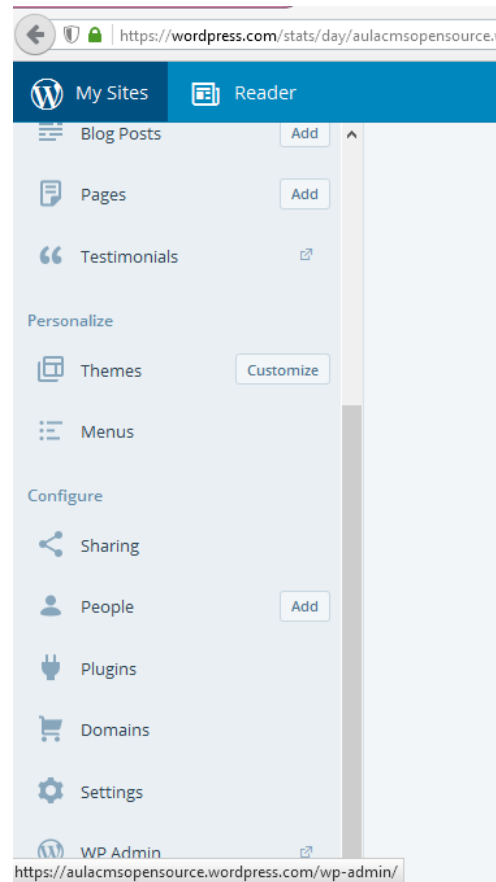 https://wordpress.com/stats/day/aulacmsopensource.
My Sites Reader
Blog Posts Add
Pages Add
Testimonials
Personalize
Themes Customize
Menus
Configure
Sharing
People Add
Plugins
Domains
Settings
WP Admin
https://aulacmsopensource.wordpress.com/wp-admin/